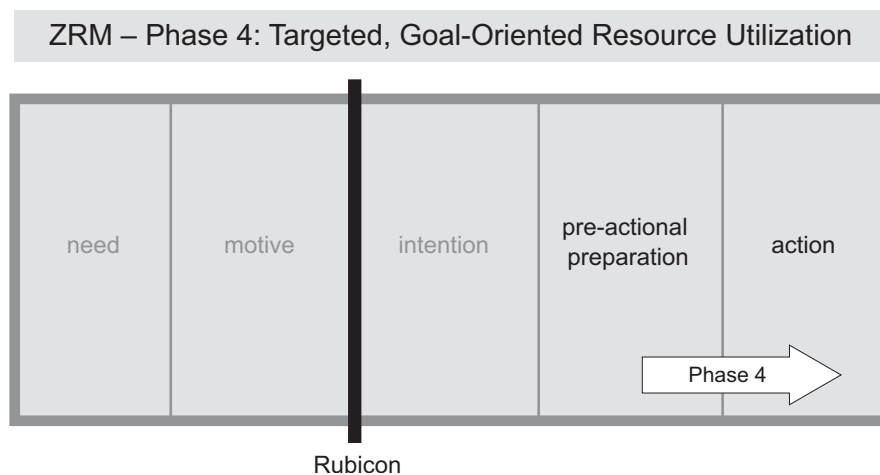 ZRM – Phase 4: Targeted, Goal-Oriented Resource Utilization
need
motive
intention
pre-actional
preparation
action
Phase 4
Rubicon